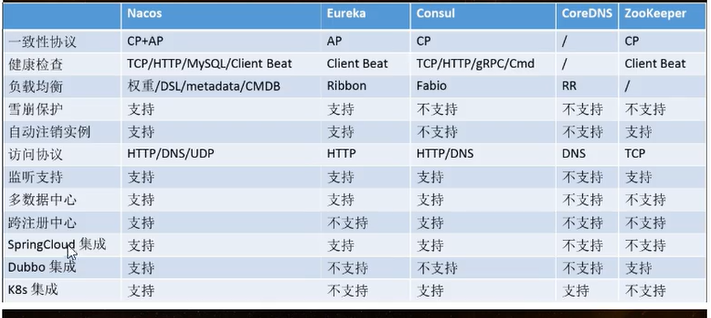 Nacos Eureka Consul CoreDNS ZooKeeper
一致性协议 CP+AP AP CP / CP
健康检查 TCP/HTTP/MySQL/Client Beat Client Beat TCP/HTTP/gRPC/Cmd / Client Beat
负载均衡 权重/DSL/metadata/CMDB Ribbon Fabio RR /
雪崩保护 支持 支持 不支持 不支持 不支持
自动注销实例 支持 支持 不支持 不支持 支持
访问协议 HTTP/DNS/UDP HTTP HTTP/DNS DNS TCP
监听支持 支持 支持 支持 不支持 支持
多数据中心 支持 支持 支持 不支持 不支持
跨注册中心 支持 不支持 支持 不支持 不支持
SpringCloud 集成 支持 支持 支持 不支持 不支持
Dubbo 集成 支持 不支持 不支持 不支持 支持
K8s 集成 支持 不支持 支持 支持 不支持